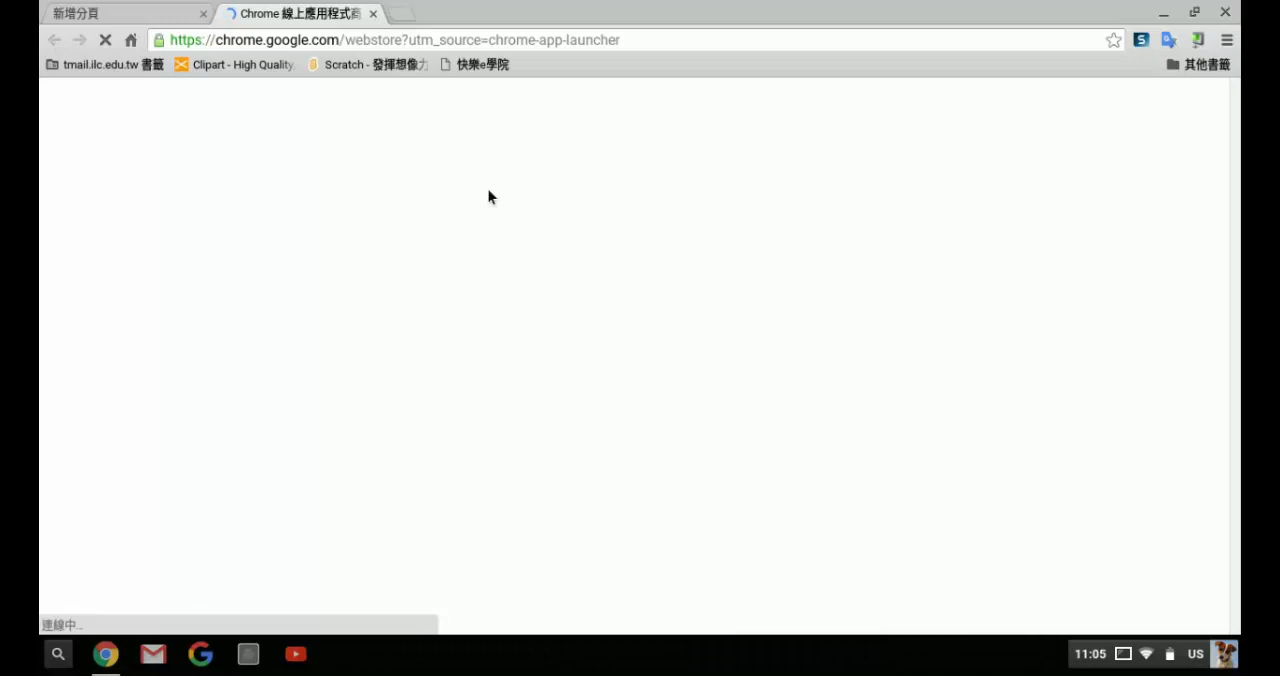 新增分頁
Chrome 線上應用程式商
https://chrome.google.com/webstore?utm_source=chrome-app-launcher
tmail.ilc.edu.tw 書籤 Clipart - High Quality, Scratch - 發揮想像力 快樂e學院 其他書籤
連線中...
11:05 US